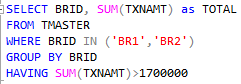 SELECT BRID, SUM(TXNAMT) as TOTAL
FROM TMASTER
WHERE BRID IN ('BR1','BR2')
GROUP BY BRID
HAVING SUM(TXNAMT)>1700000